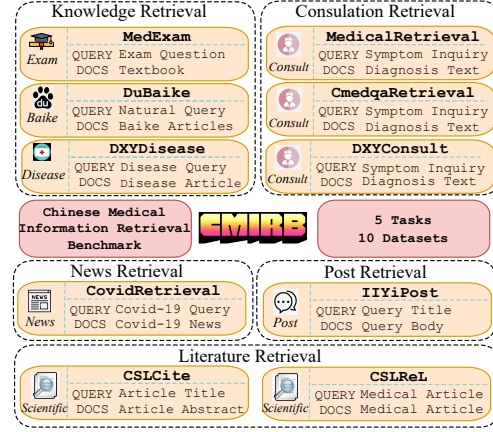 Knowledge Retrieval
MedExam
Exam
QUERY Exam Question
DOCS Textbook
DuBaike
du
Baike
QUERY Natural Query
DOCS Baike Articles
DXYDisease
Disease
QUERY Disease Query
DOCS Disease Article
Consulation Retrieval
MedicalRetrieval
Consult
QUERY Symptom Inquiry
DOCS Diagnosis Text
CmedqaRetrieval
Consult
QUERY Symptom Inquiry
DOCS Diagnosis Text
DXYConsult
Consult
QUERY Symptom Inquiry
DOCS Diagnosis Text
Chinese Medical
Information Retrieval
Benchmark
CMIRB
5 Tasks
10 Datasets
News Retrieval
CovidRetrieval
NEWS
News
QUERY Covid-19 Query
DOCS Covid-19 News
Post Retrieval
IIYiPost
Post
QUERY Query Title
DOCS Query Body
Literature Retrieval
CSLCite
Scientific
QUERY Article Title
DOCS Article Abstract
CSLReL
Scientific
QUERY Medical Article
DOCS Medical Article